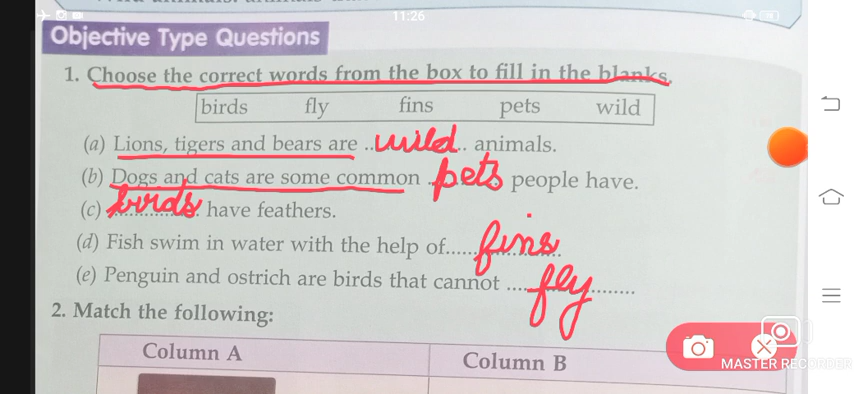 11:26
Objective Type Questions
1. Choose the correct words from the box to fill in the blanks.
birds fly fins pets wild
(a) Lions, tigers and bears are ..wild.. animals.
(b) Dogs and cats are some common pets people have.
(c) birds have feathers.
(d) Fish swim in water with the help of......fins..
(e) Penguin and ostrich are birds that cannot ....fly.........
2. Match the following:
Column A Column B
MASTER RECORDER